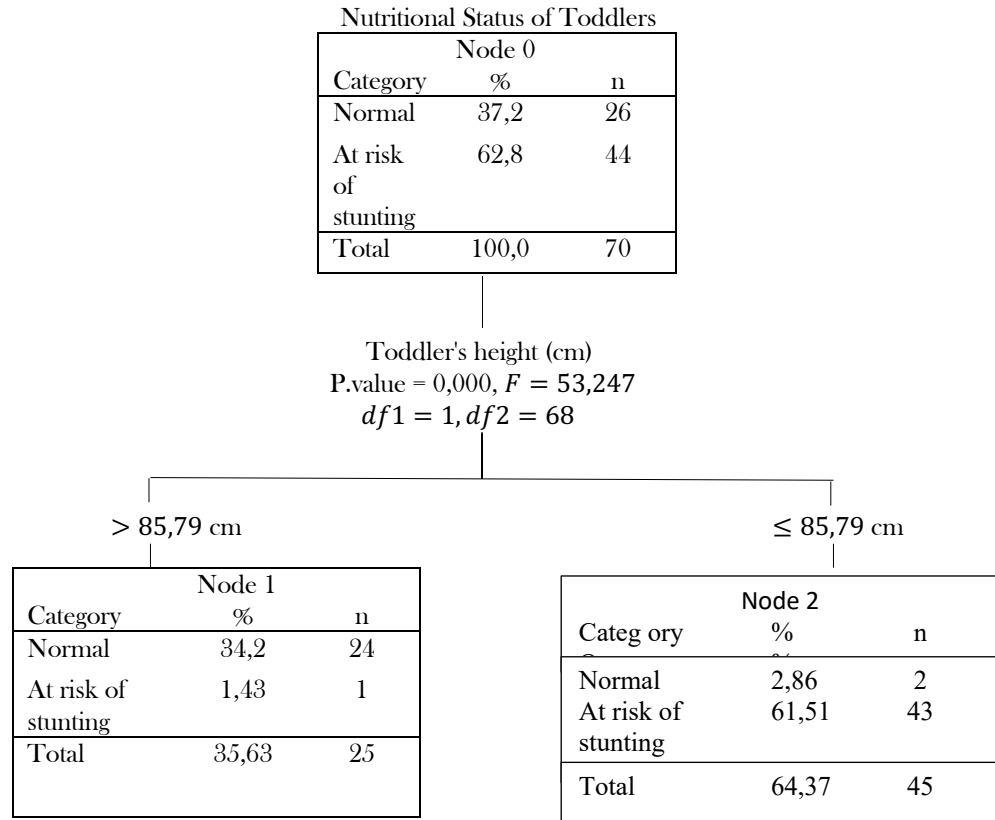 Nutritional Status of Toddlers
Node 0
Category % n
Normal 37,2 26
At risk 62,8 44
of
stunting
Total 100,0 70
Toddler's height (cm)
P.value = 0,000, F = 53,247
df1 = 1, df2 = 68
> 85,79 cm
≤ 85,79 cm
Node 1
Category % n
Normal 34,2 24
At risk of 1,43 1
stunting
Total 35,63 25
Node 2
Categ ory % n
Normal 2,86 2
At risk of 61,51 43
stunting
Total 64,37 45